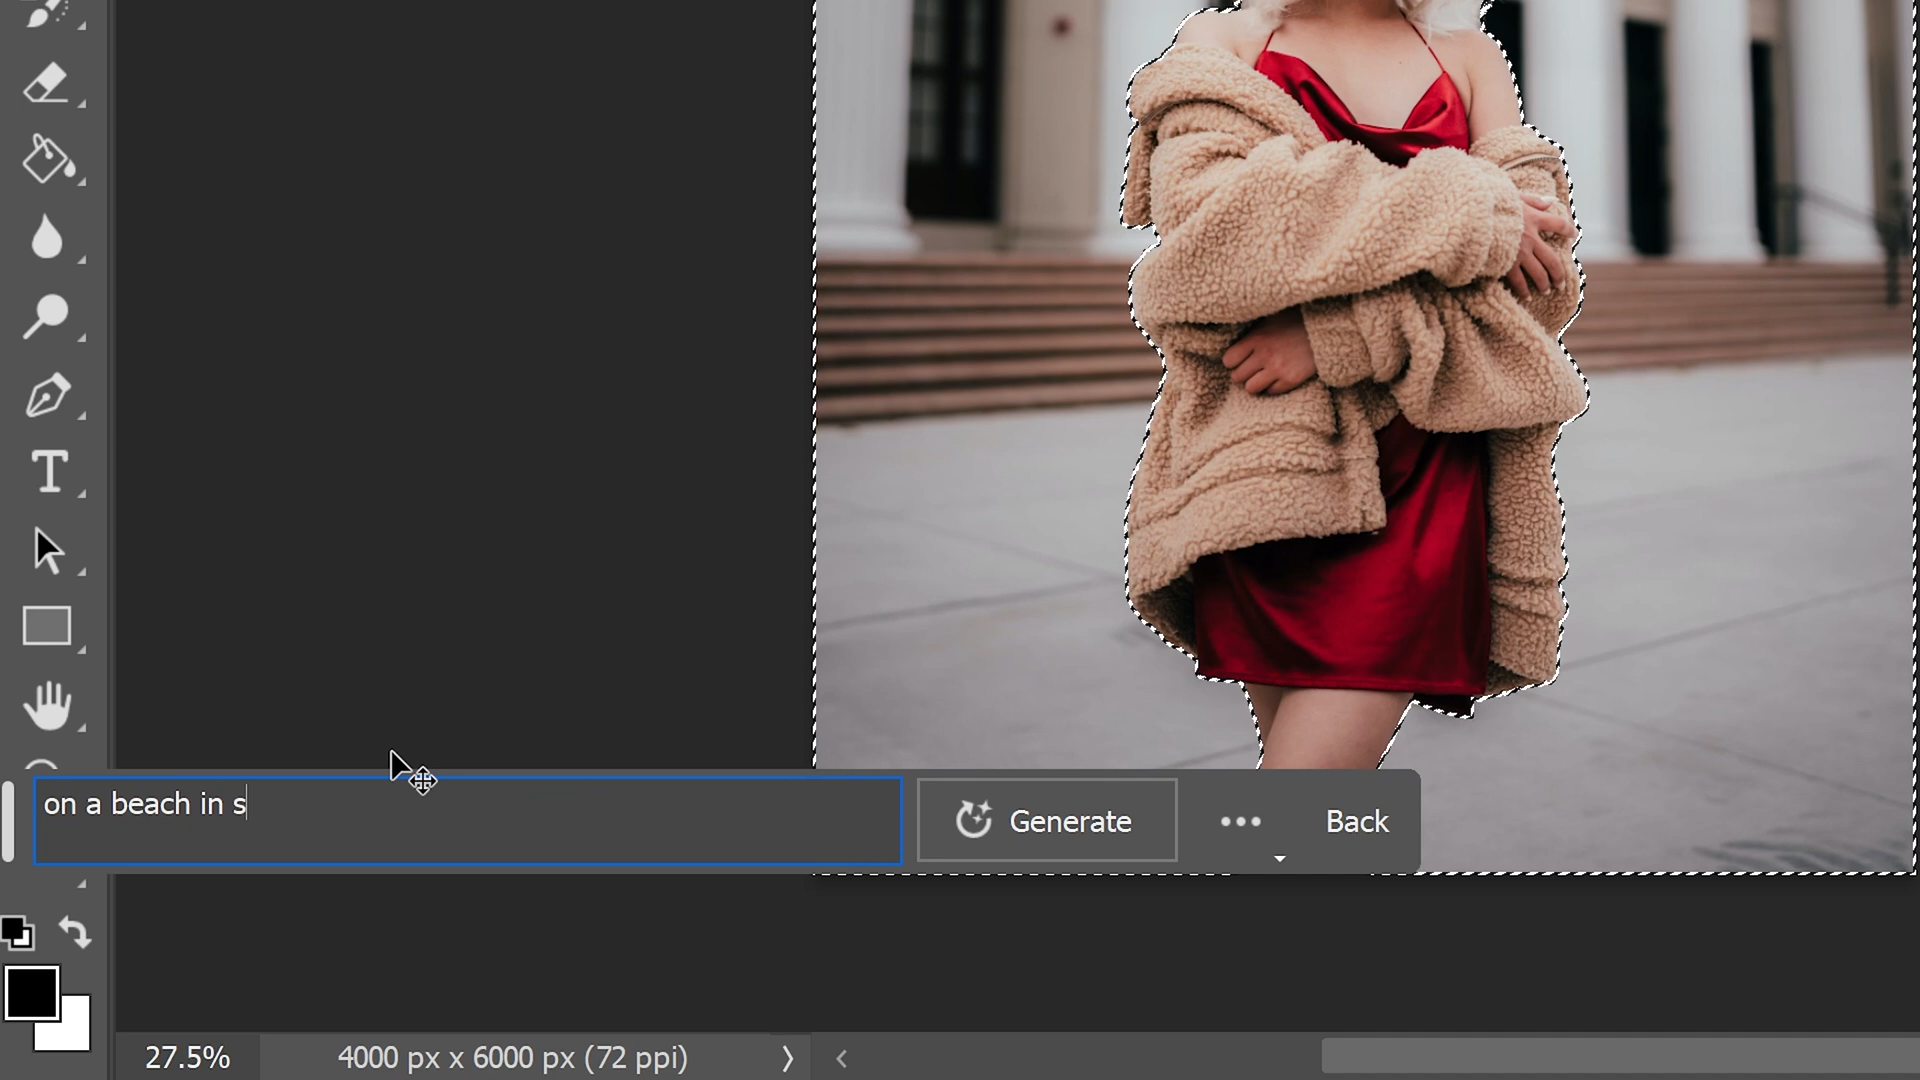 T
on a beach in s
Generate
Back
27.5%
4000 px x 6000 px (72 ppi)